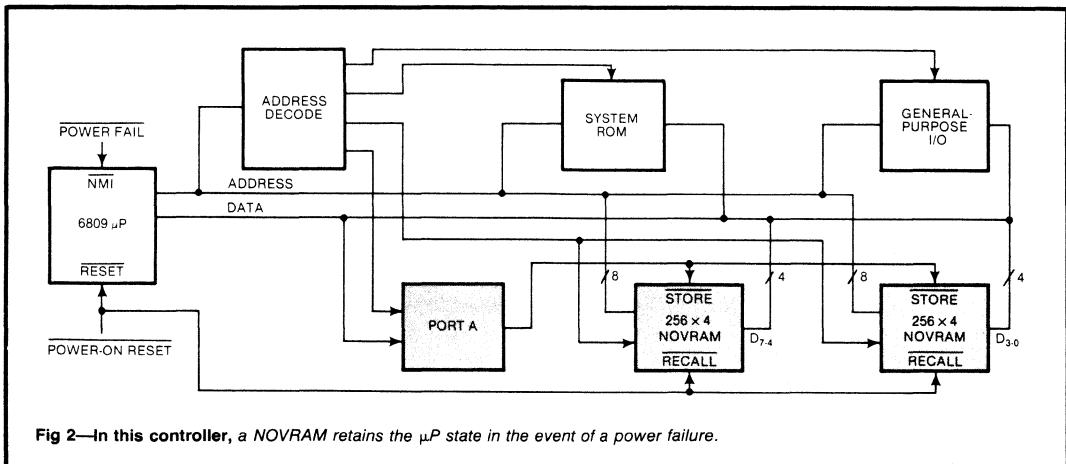 ADDRESS
DECODE
SYSTEM
ROM
GENERAL-
PURPOSE
I/O
POWER FAIL
NMI
6809 μP
RESET
POWER-ON RESET
ADDRESS
DATA
PORT A
8
4
8
4
STORE
256 × 4
NOVRAM
RECALL
D7-4
STORE
256 × 4
NOVRAM
RECALL
D3-0
Fig 2—In this controller, a NOVRAM retains the μP state in the event of a power failure.